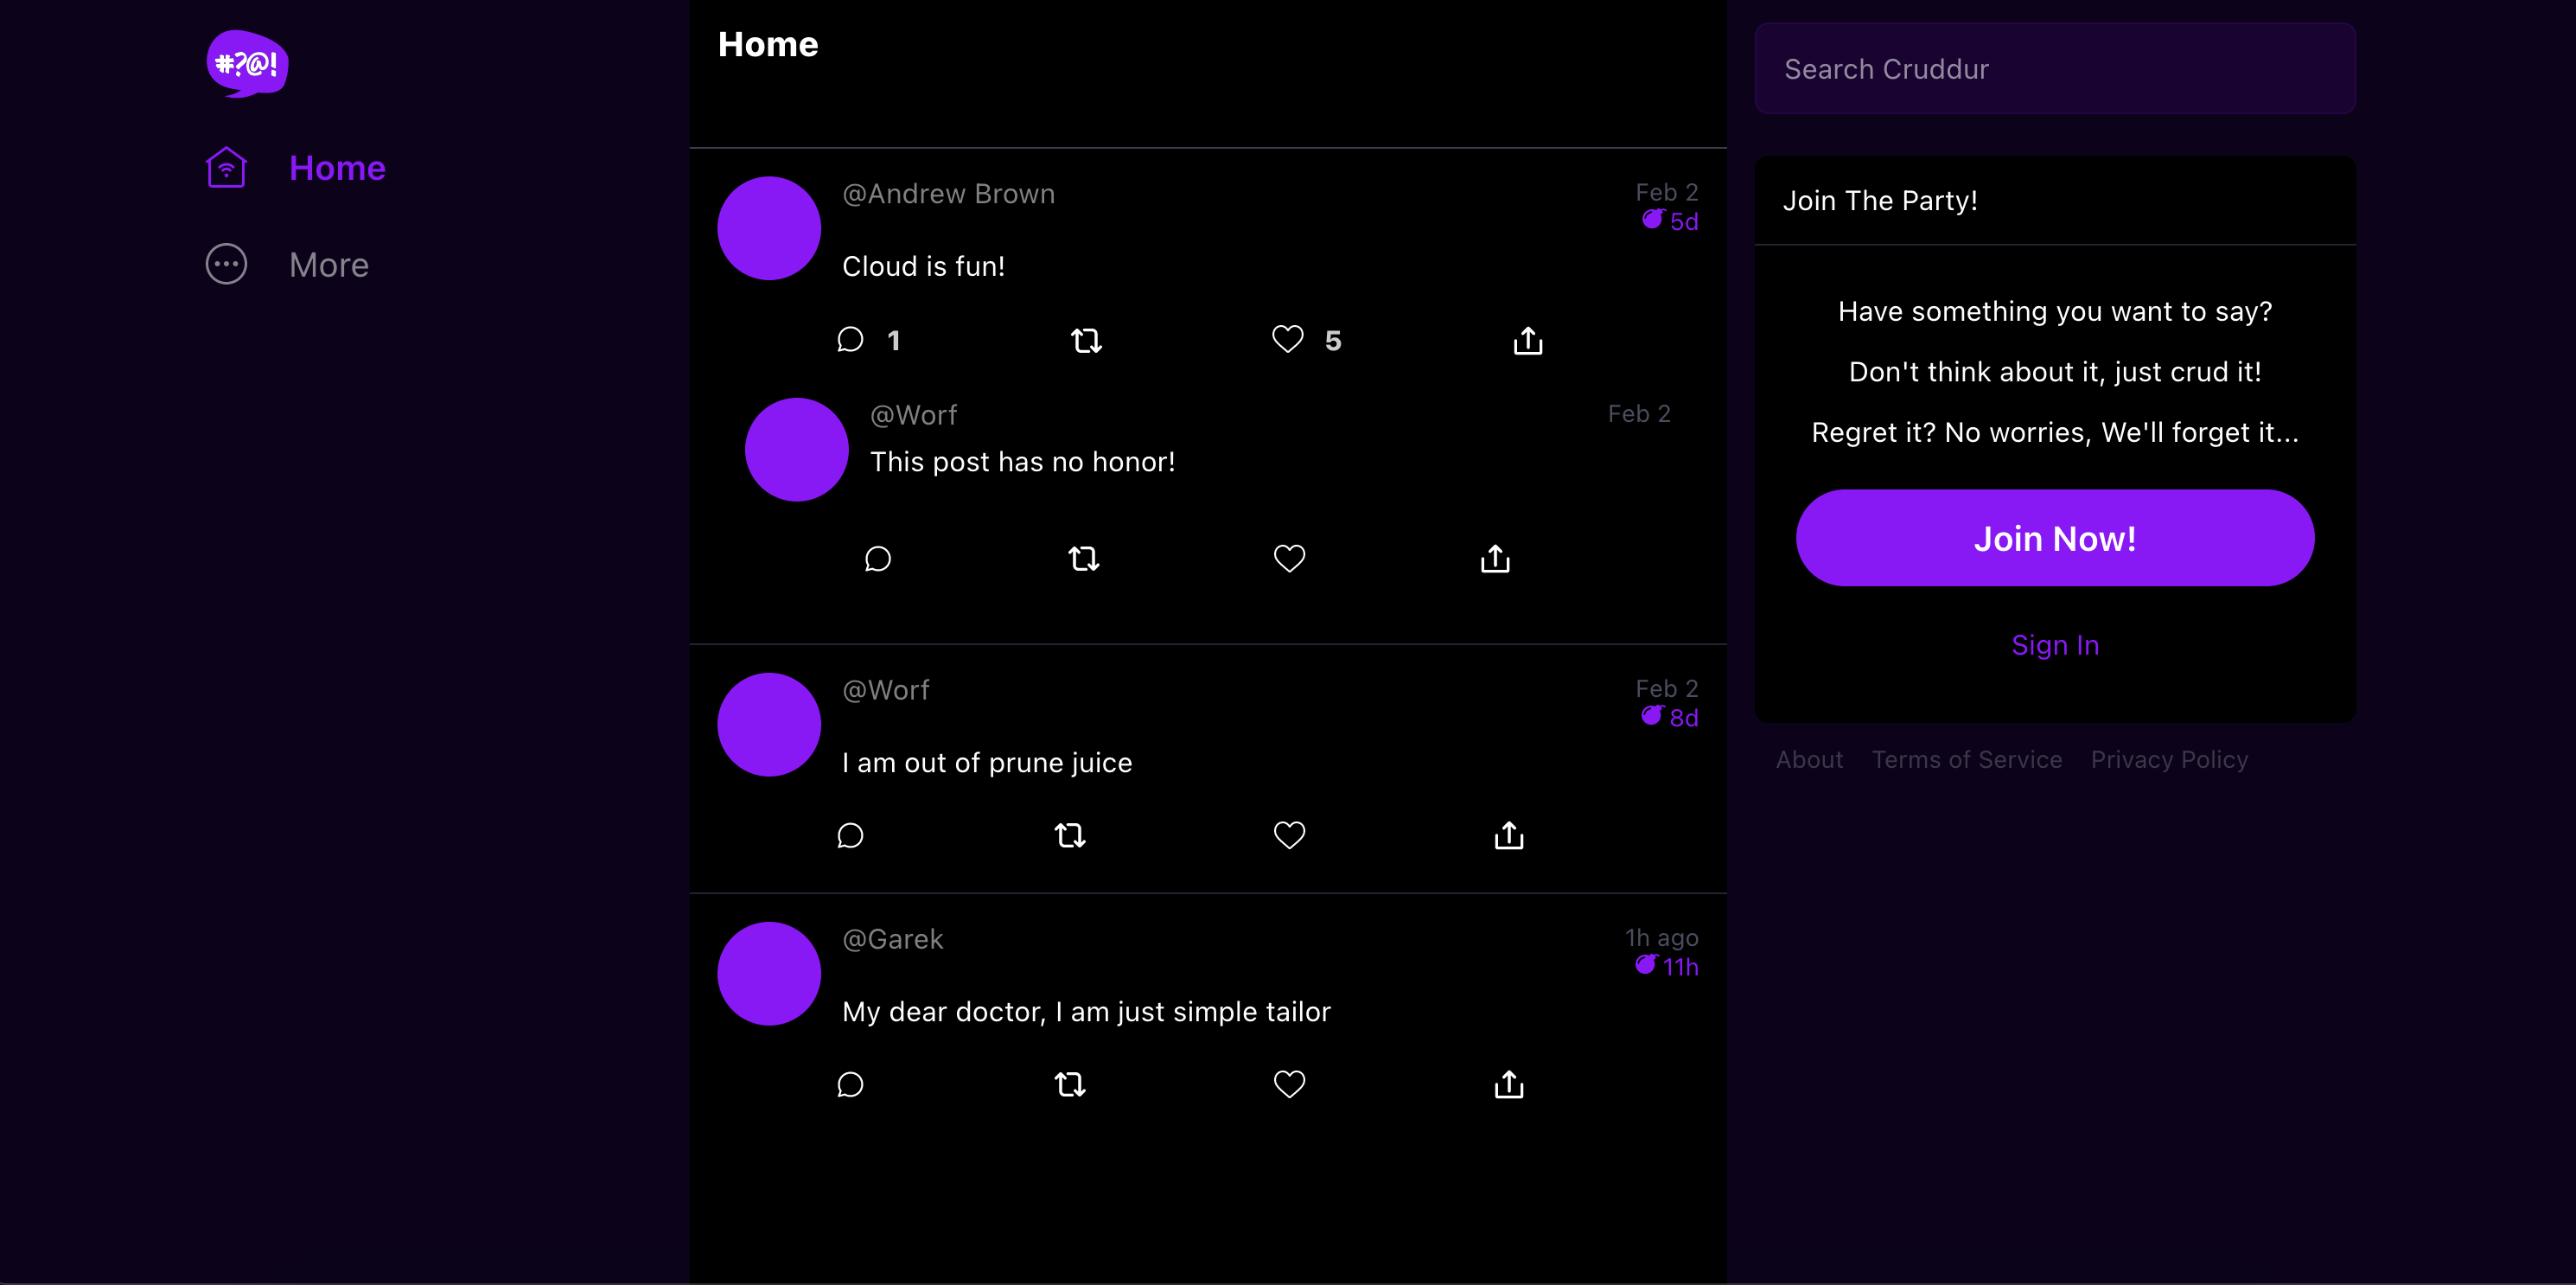 #?@!
Home
More
Home
@Andrew Brown
Feb 2
5d
Cloud is fun!
1
5
@Worf
Feb 2
This post has no honor!
@Worf
Feb 2
8d
I am out of prune juice
@Garek
1h ago
11h
My dear doctor, I am just simple tailor
Search Cruddur
Join The Party!
Have something you want to say?
Don't think about it, just crud it!
Regret it? No worries, We'll forget it...
Join Now!
Sign In
About Terms of Service Privacy Policy